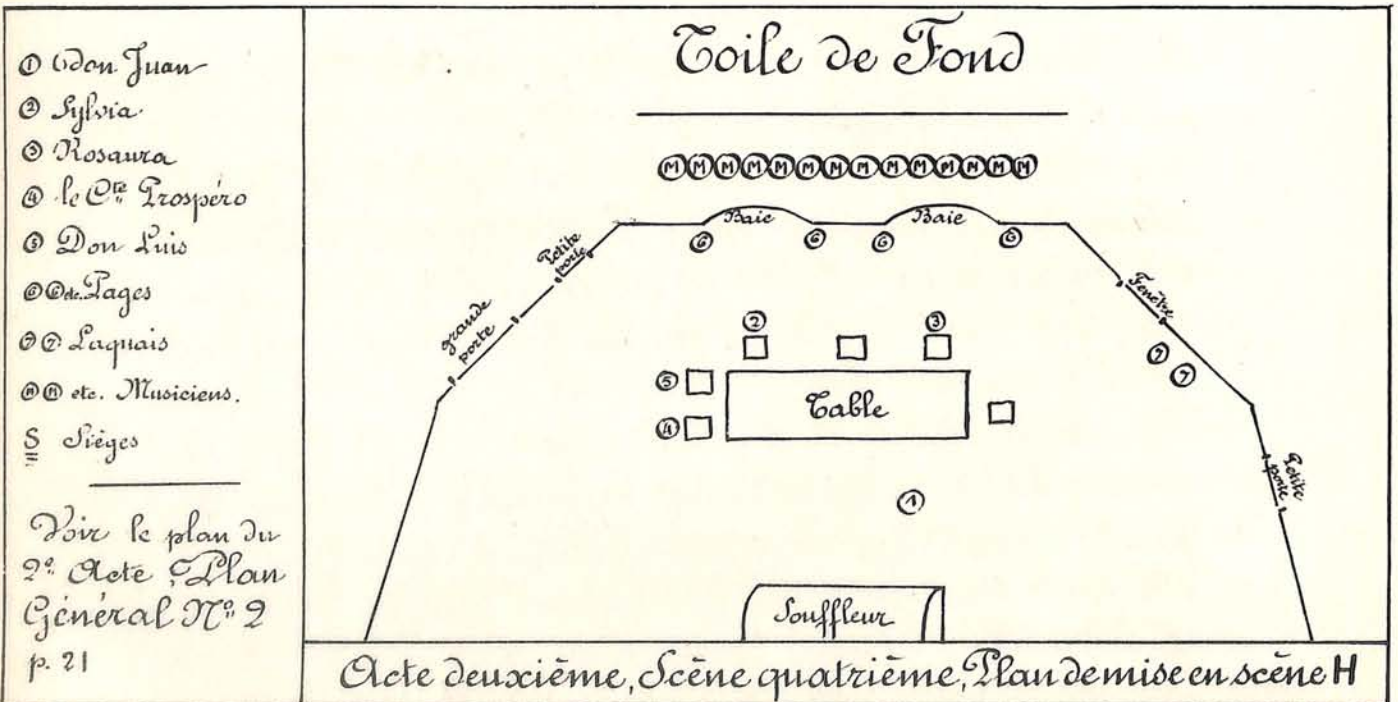 ① Don Juan
② Sylvia
③ Rosaura
④ le Cte Prospéro
⑤ Don Luis
⑥⑥ etc. Pages
⑦⑦ Laquais
ⓂⓂ etc. Musiciens.
S Sièges
Voir le plan du
2e Acte, Plan
Général No 2
p. 21
Toile de Fond
ⓂⓂⓂⓂⓂⓂⓂⓂⓂⓂⓂⓂⓂⓂ
Baie Baie
⑥ ⑥ ⑥ ⑥
Petite
porte
grande
porte
Fenêtre
② ③
⑦ ⑦
⑤
Table
④
Petite
porte
①
Souffleur
Acte deuxième, Scène quatrième, Plan de mise en scène H